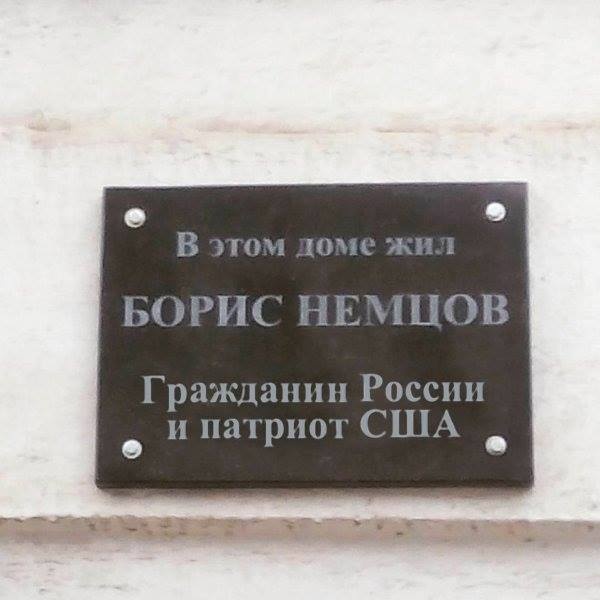 В этом доме жил
БОРИС НЕМЦОВ
Гражданин России
и патриот США